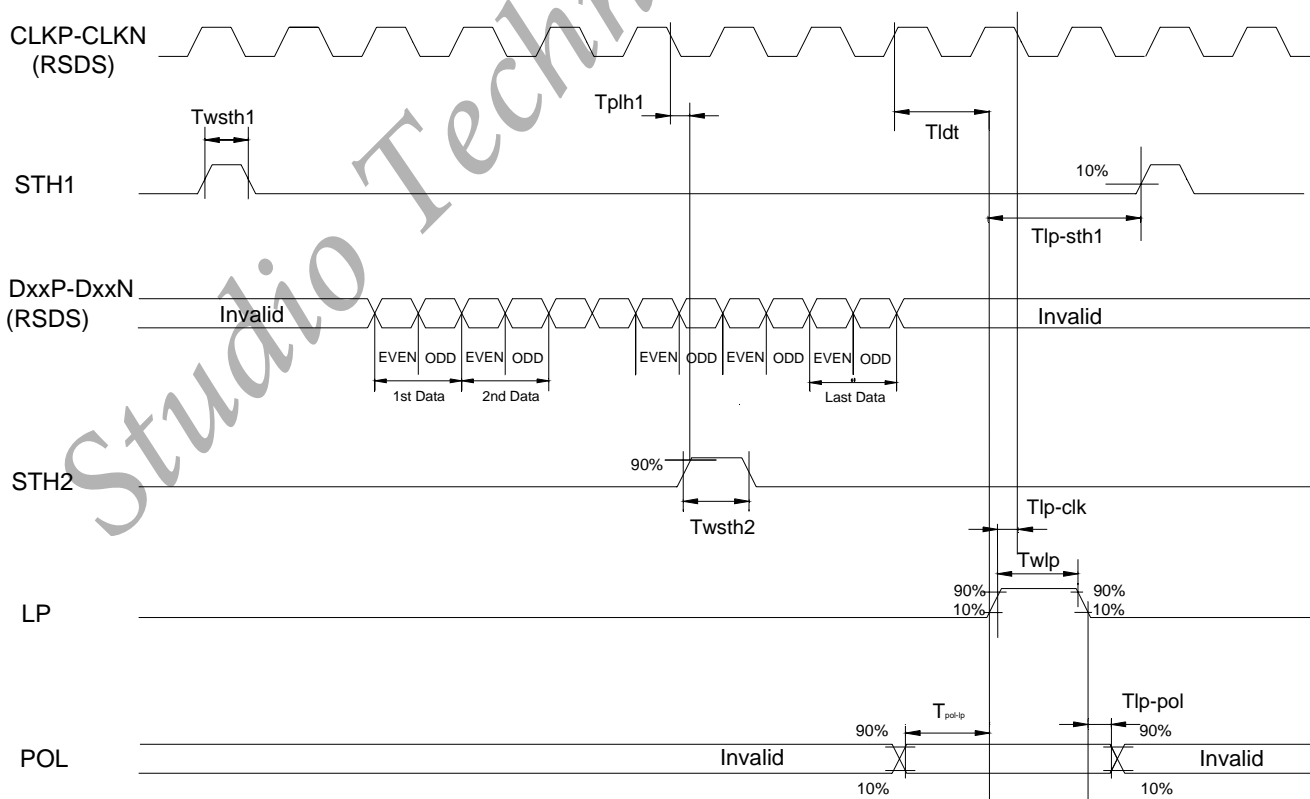 CLKP-CLKN
(RSDS)
Twsth1
Tplh1
Tldt
STH1
10%
Tlp-sth1
DxxP-DxxN
(RSDS)
Invalid
Invalid
EVEN ODD EVEN ODD EVEN ODD EVEN ODD EVEN ODD
1st Data 2nd Data Last Data
STH2
90%
Twsth2
Tlp-clk
Twlp
LP
90% 90%
10% 10%
POL
Tpol-lp
Tlp-pol
90% 90%
Invalid Invalid
10% 10%
Studio Techn